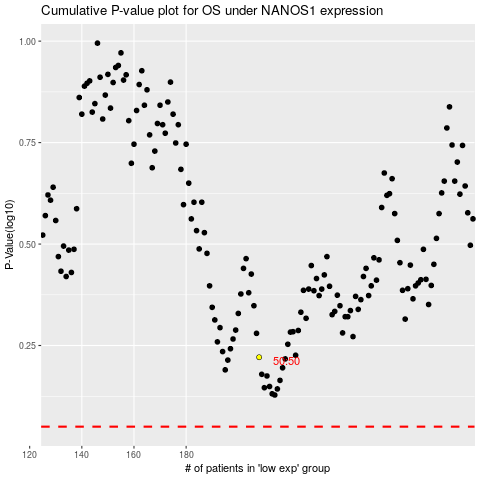 Cumulative P-value plot for OS under NANOS1 expression
P-Value(log10)
1.00
0.75
0.50
0.25
50:50
120 140 160 180
# of patients in 'low exp' group